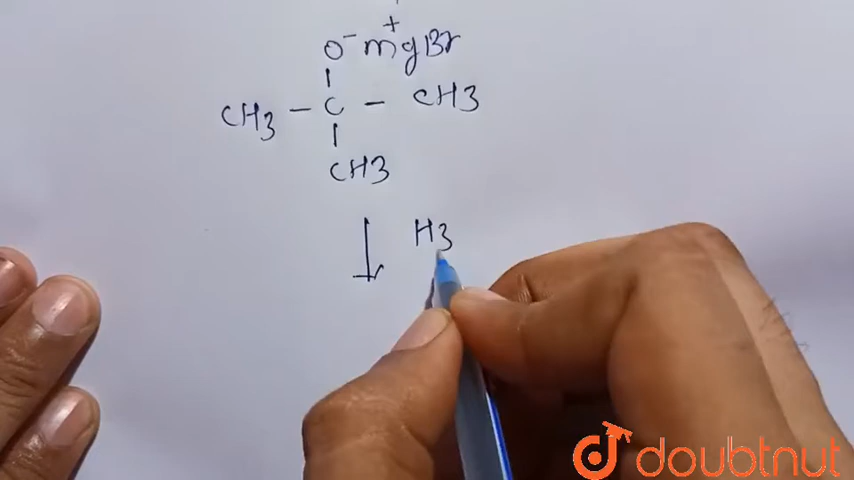 O⁻ mgBr⁺
CH3 - C - CH3
CH3
H3
doubtnut